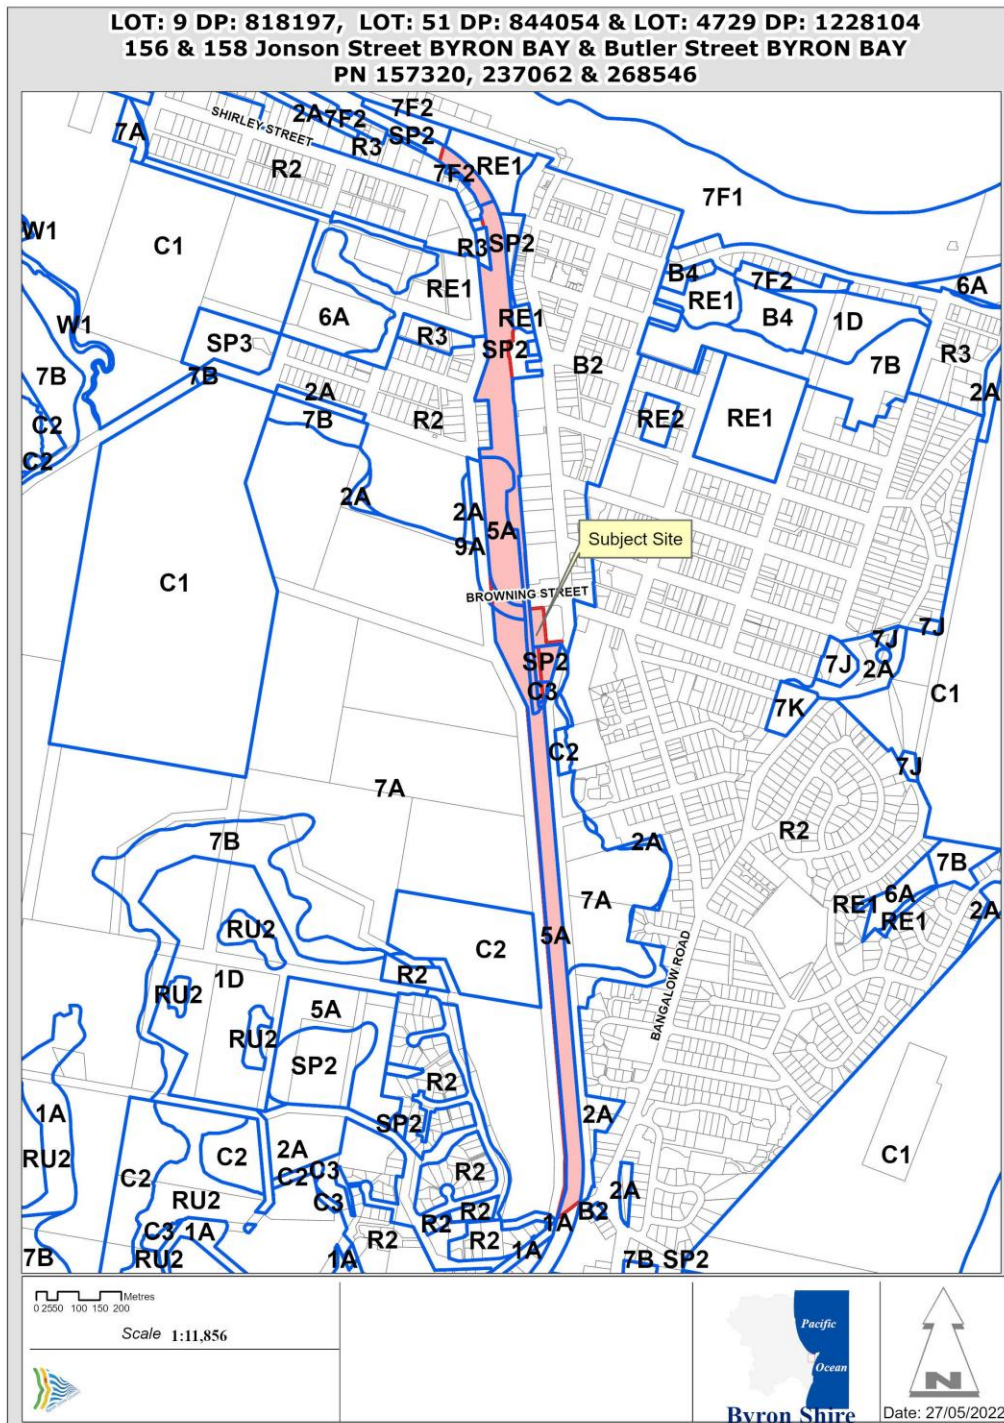 LOT: 9 DP: 818197, LOT: 51 DP: 844054 & LOT: 4729 DP: 1228104
156 & 158 Jonson Street BYRON BAY & Butler Street BYRON BAY
PN 157320, 237062 & 268546
7F2
2A
7F2
SP2
7A
SHIRLEY STREET
R3
R2
7F2
RE1
7F1
W1
C1
R3
SP2
RE1
B4
7F2
6A
RE1
W1
6A
RE1
B4
1D
SP3
R3
SP2
R3
7B
7B
B2
7B
2A
2A
C2
7B
R2
RE2
RE1
C2
2A
2A
5A
9A
Subject Site
C1
BROWNING STREET
7J
7J
SP2
7J
2A
C3
C1
7K
C2
7J
7A
R2
7B
2A
7B
7A
6A
RE1
RE1
2A
RU2
5A
C2
BANGALOW ROAD
R2
1D
RU2
5A
RU2
SP2
R2
1A
SP2
2A
2A
C1
RU2
C2
C2
C3
R2
C2
RU2
C3
2A
R2
B2
C3
1A
R2
1A
R2
R2
7B
RU2
1A
1A
7B
SP2
Metres
0 2550 100 150 200
Scale 1:11,856
Pacific
Ocean
Byron Shire
N
Date: 27/05/2022